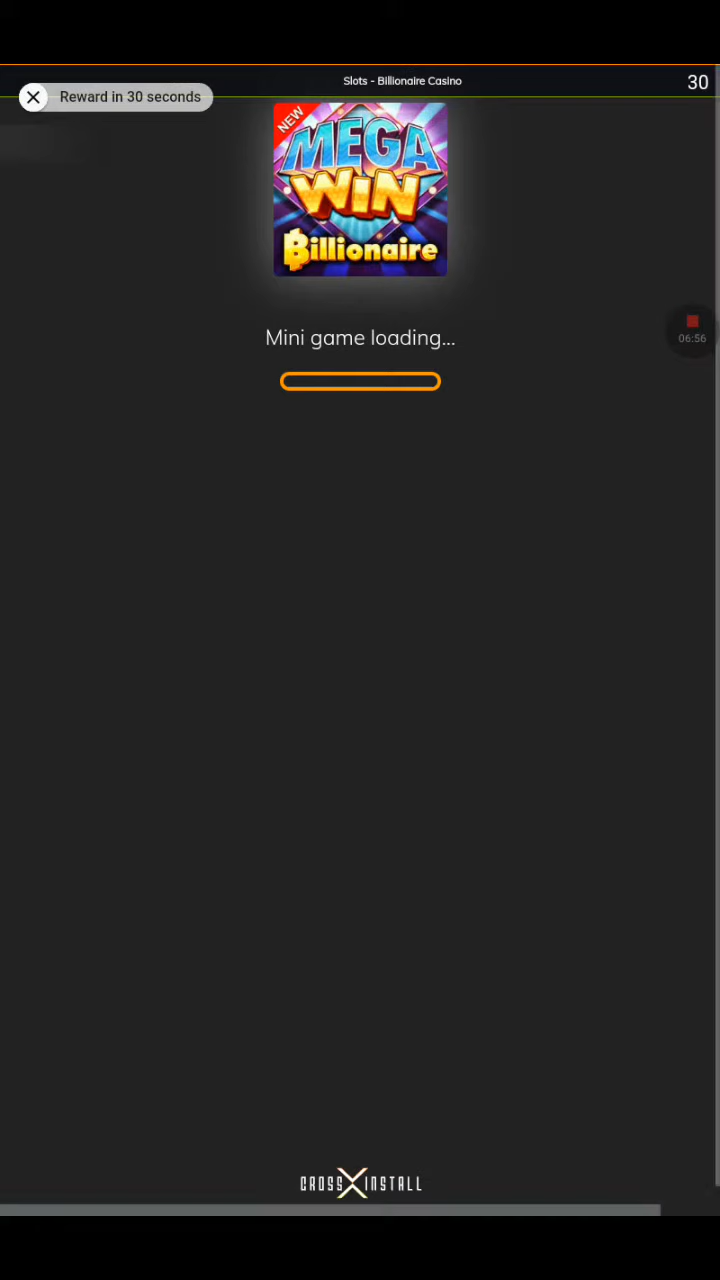 Slots - Billionaire Casino
30
Reward in 30 seconds
NEW
MEGA
WIN
Billionaire
Mini game loading...
06:56
CROSS INSTALL